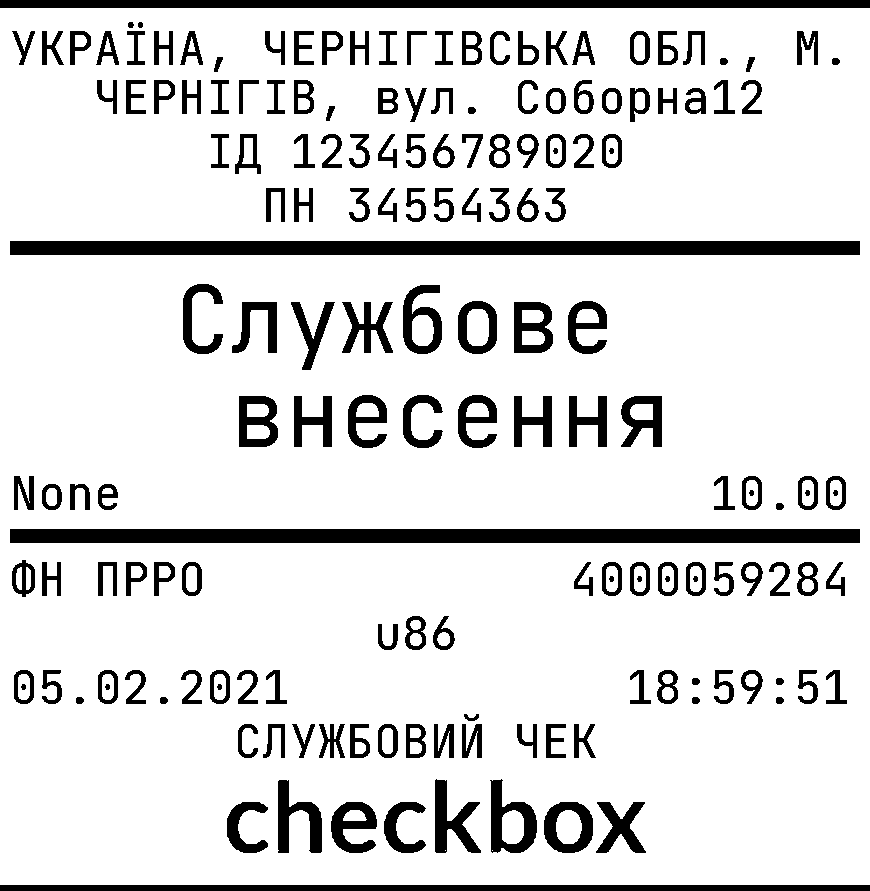 УКРАЇНА, ЧЕРНІГІВСЬКА ОБЛ., М.
ЧЕРНІГІВ, вул. Соборна12
ІД 123456789020
ПН 34554363
Службове
внесення
None 10.00
ФН ПРРО 4000059284
u86
05.02.2021 18:59:51
СЛУЖБОВИЙ ЧЕК
checkbox